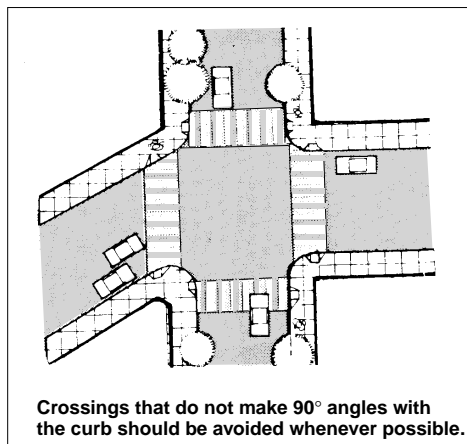 Crossings that do not make 90° angles with
the curb should be avoided whenever possible.